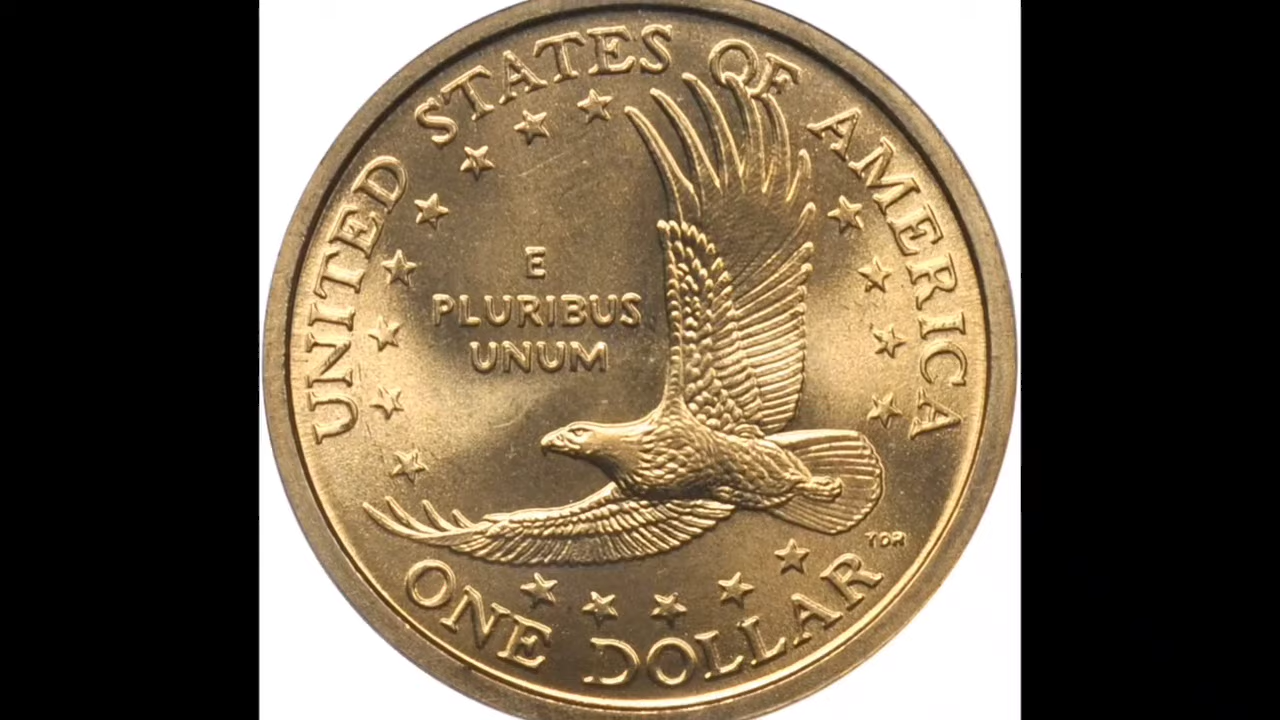 UNITED STATES OF AMERICA
E
PLURIBUS
UNUM
TDR
ONE DOLLAR